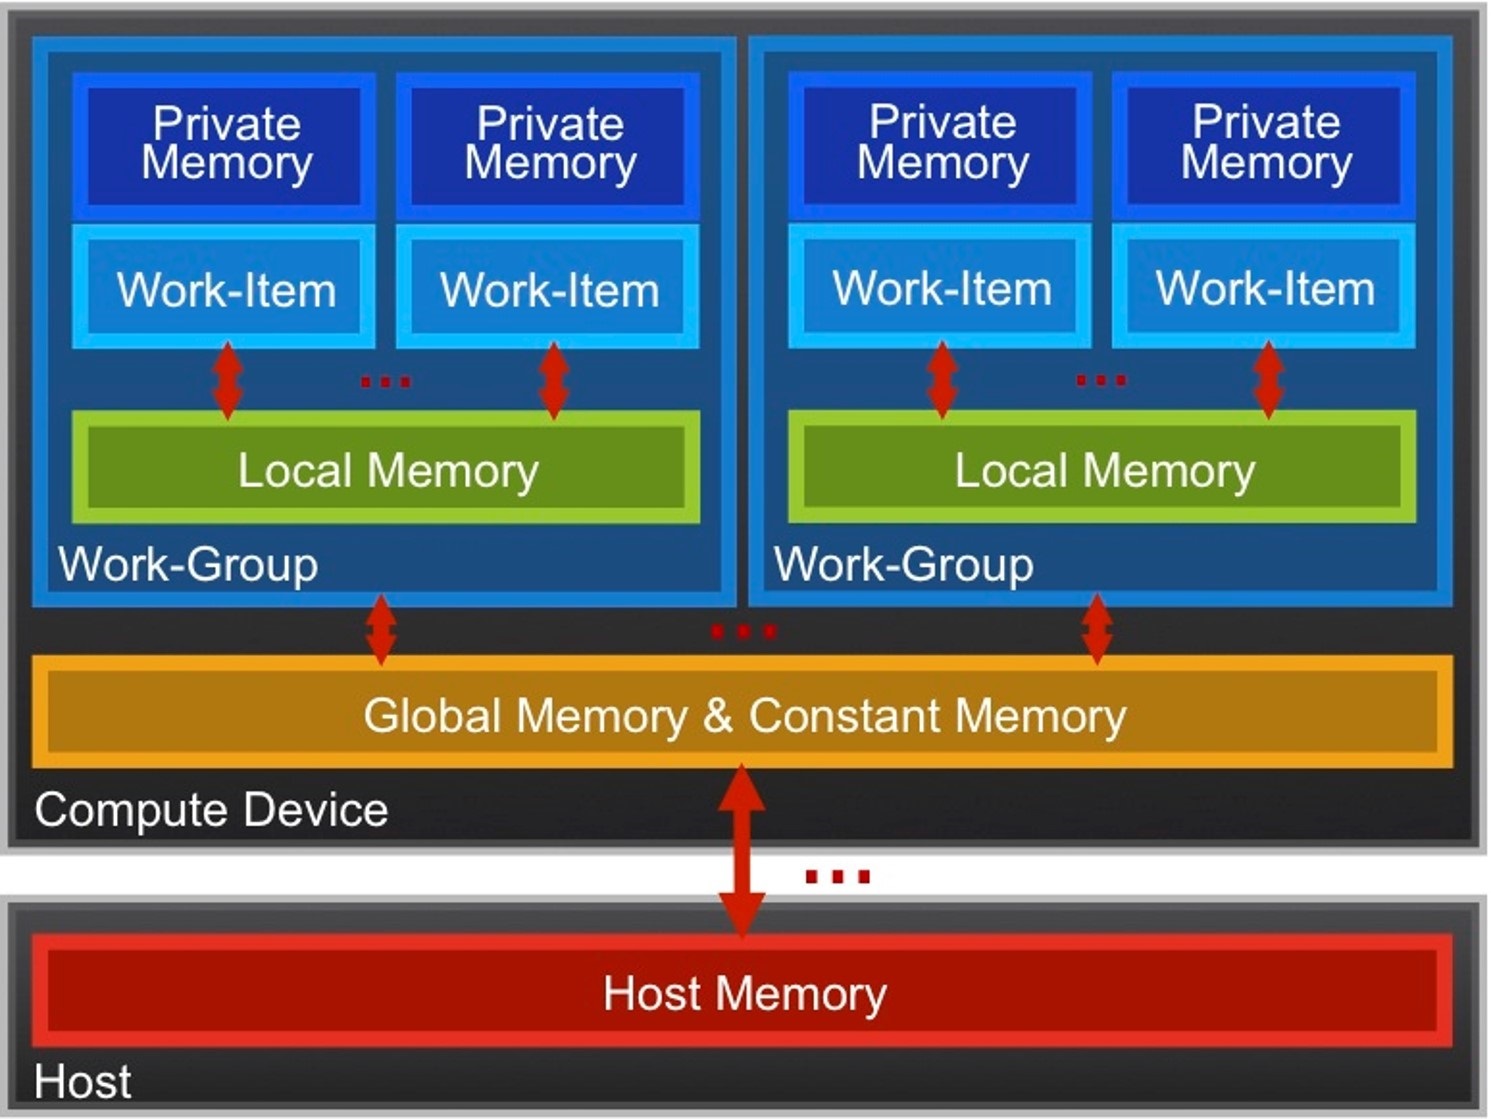 Private
Memory
Private
Memory
Private
Memory
Private
Memory
Work-Item
Work-Item
Work-Item
Work-Item
...
...
Local Memory
Local Memory
Work-Group
Work-Group
...
Global Memory & Constant Memory
Compute Device
...
Host Memory
Host